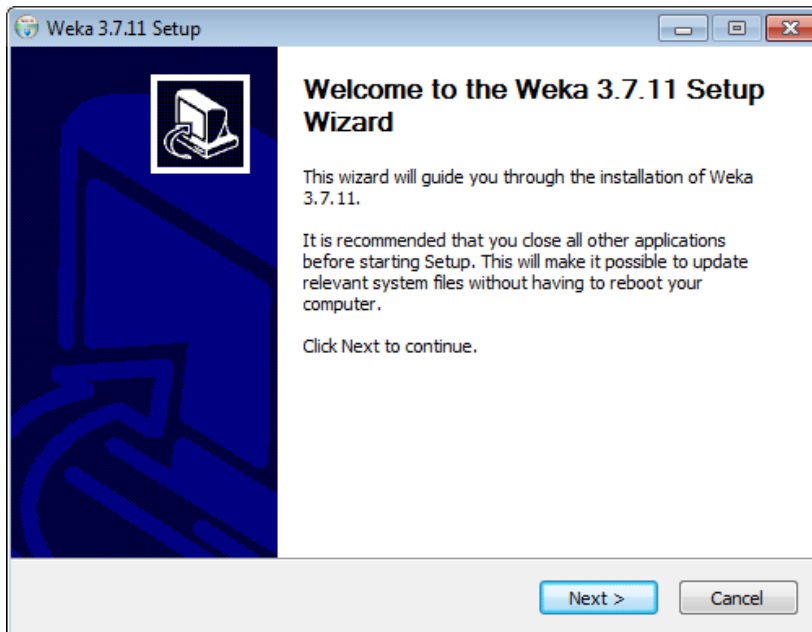 Weka 3.7.11 Setup
Welcome to the Weka 3.7.11 Setup
Wizard
This wizard will guide you through the installation of Weka
3.7.11.
It is recommended that you close all other applications
before starting Setup. This will make it possible to update
relevant system files without having to reboot your
computer.
Click Next to continue.
Next >
Cancel